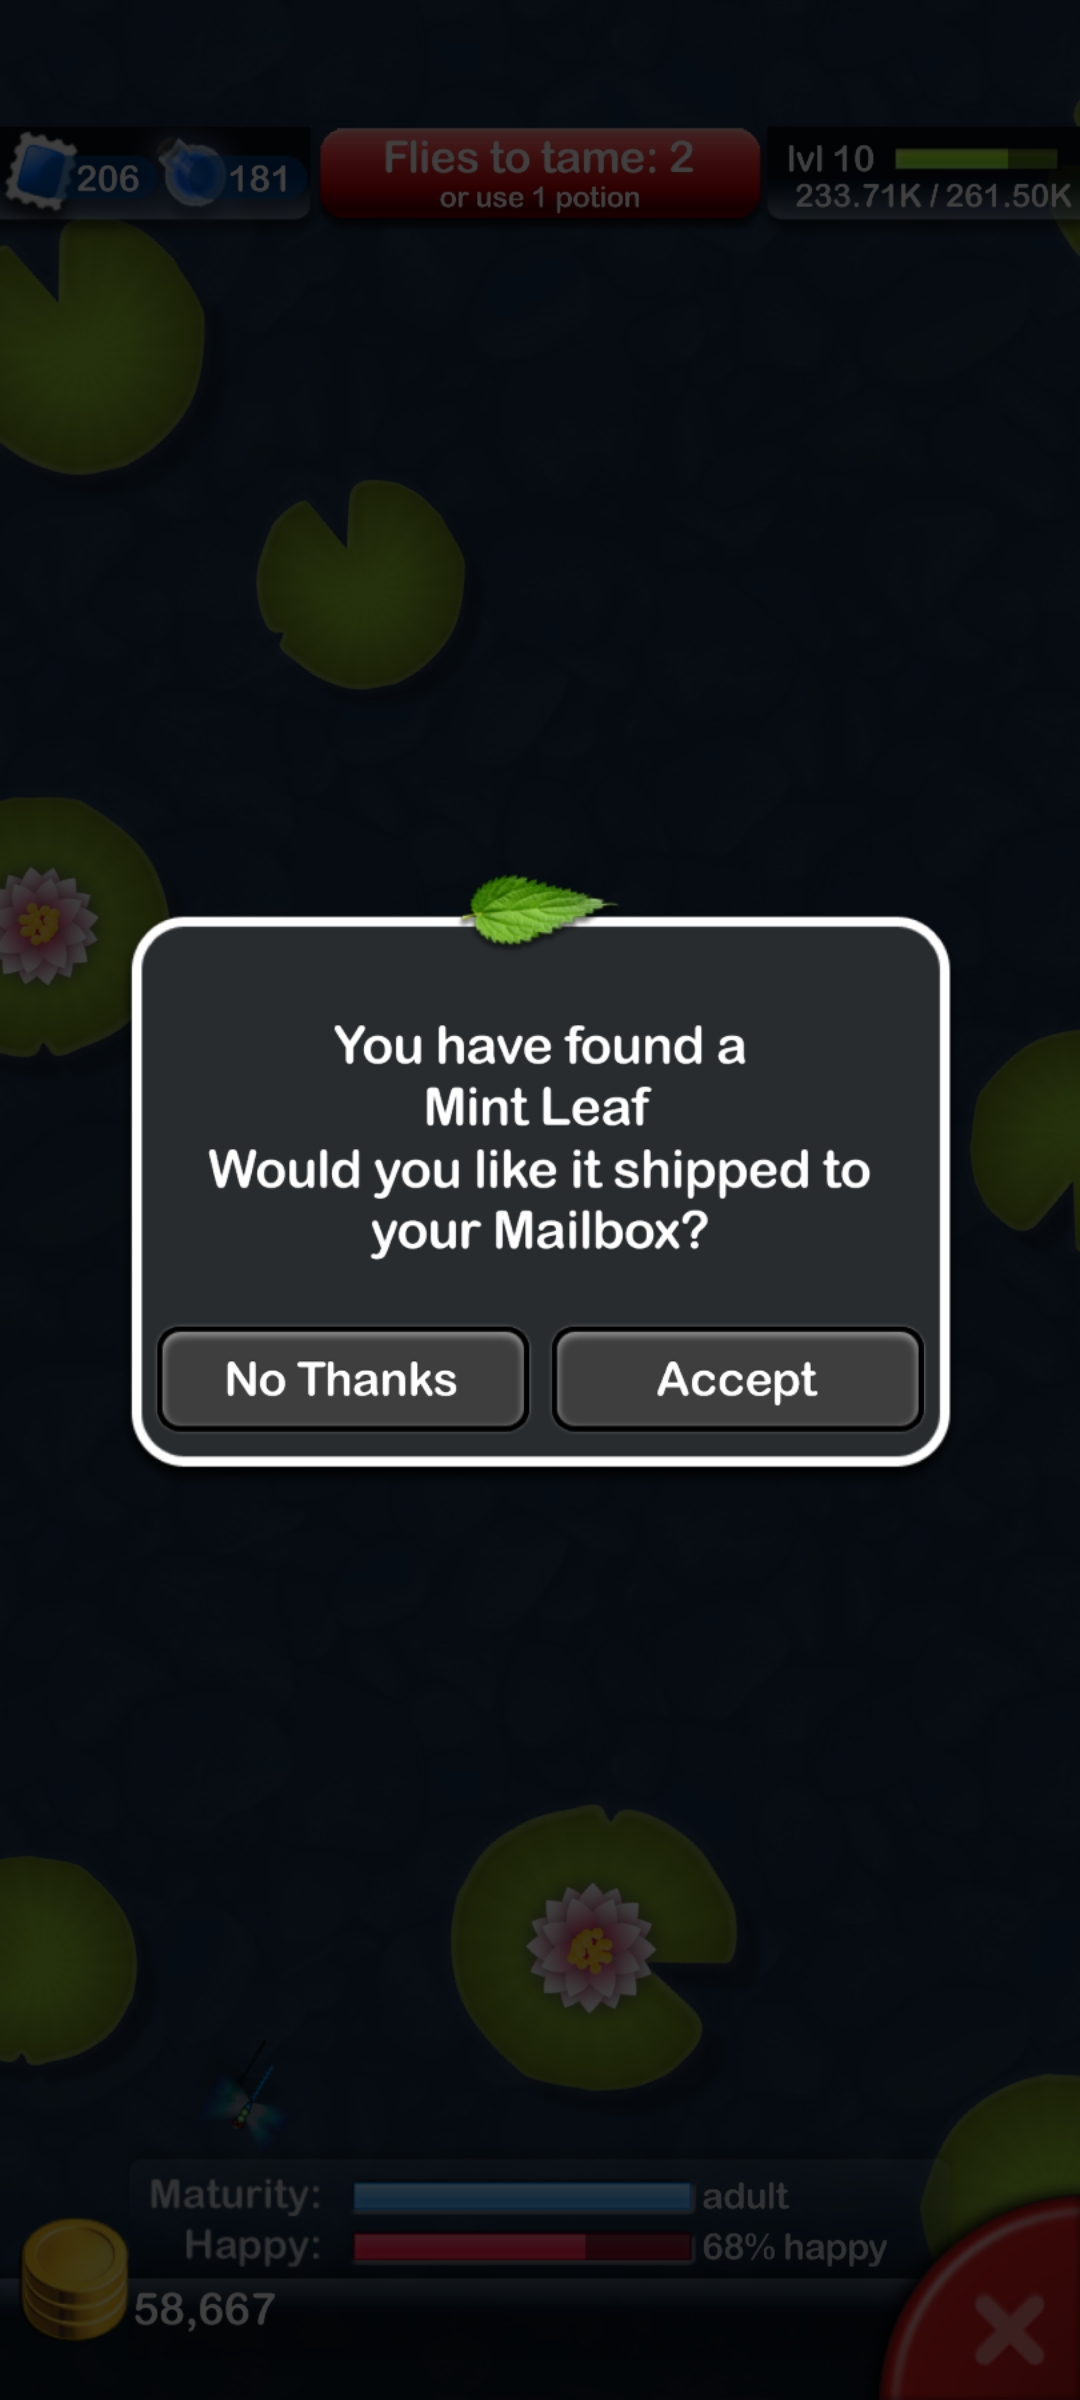 206
181
Flies to tame: 2
or use 1 potion
lvl 10
233.71K / 261.50K
You have found a
Mint Leaf
Would you like it shipped to
your Mailbox?
No Thanks
Accept
Maturity:
adult
Happy:
68% happy
58,667